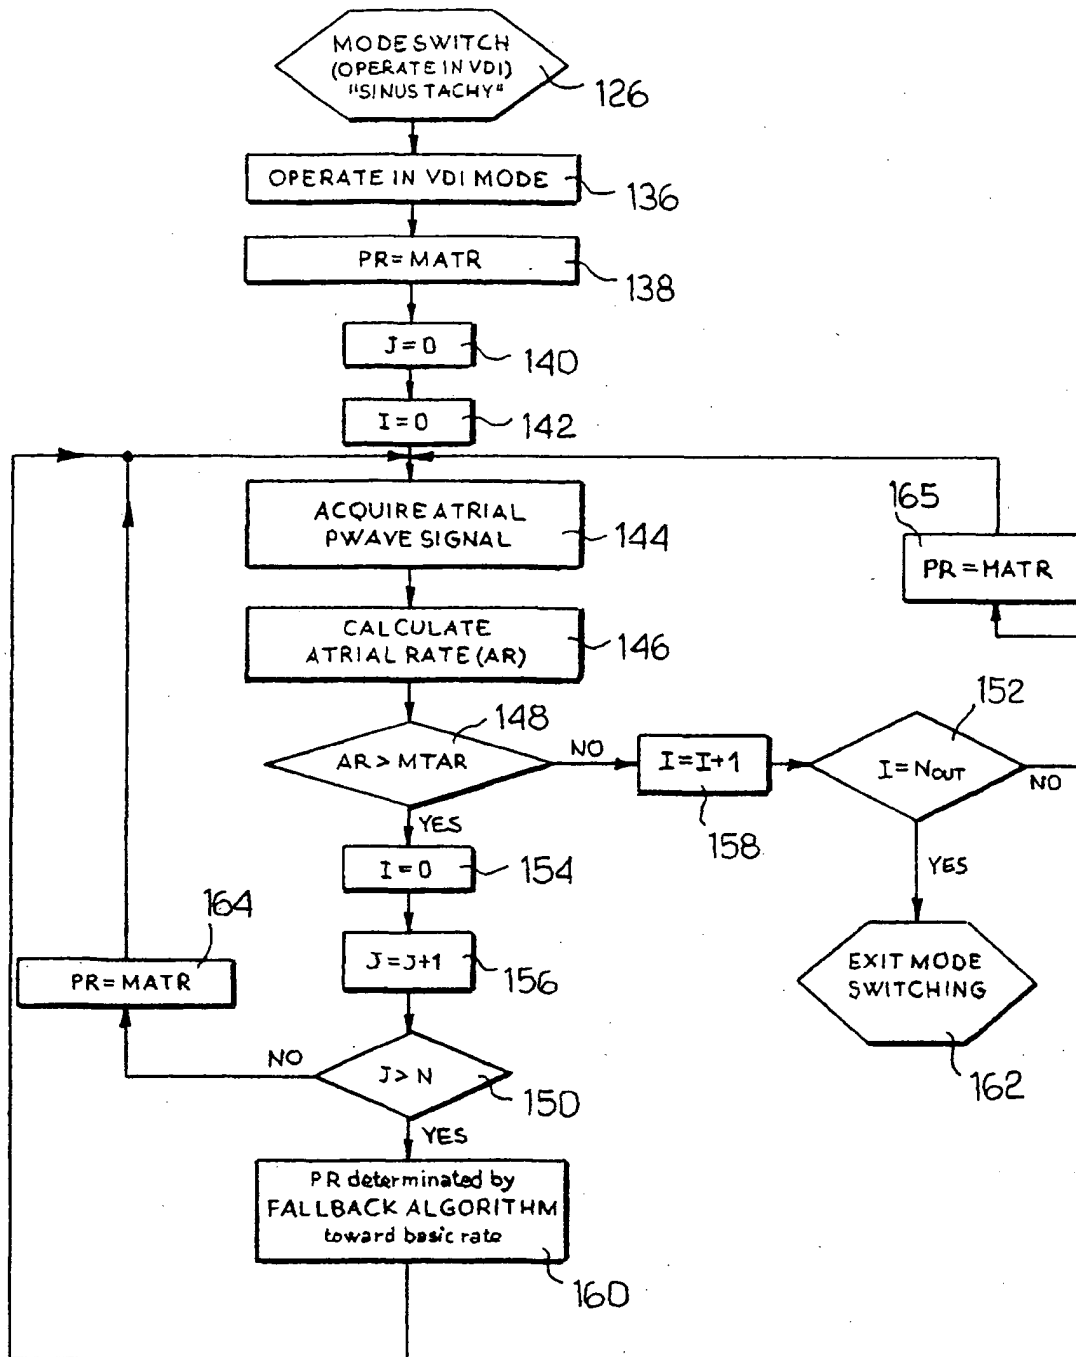 MODE SWITCH
(OPERATE IN VDI)
"SINUS TACHY"
126
OPERATE IN VDI MODE
136
PR=MATR
138
J=0
140
I=0
142
ACQUIRE ATRIAL
PWAVE SIGNAL
144
165
PR=MATR
CALCULATE
ATRIAL RATE (AR)
146
148
AR > MTAR
NO
I=I+1
158
152
I=NOUT
NO
YES
YES
I=0
154
164
PR=MATR
J=J+1
156
EXIT MODE
SWITCHING
162
NO
J>N
150
YES
PR determinated by
FALLBACK ALGORITHM
toward basic rate
160